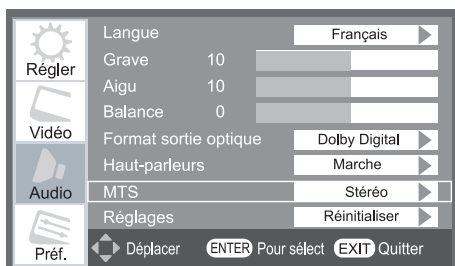 Régler
Vidéo
Audio
Préf.
Langue Français
Grave 10
Aigu 10
Balance 0
Format sortie optique Dolby Digital
Haut-parleurs Marche
MTS Stéréo
Réglages Réinitialiser
Déplacer ENTER Pour sélect EXIT Quitter